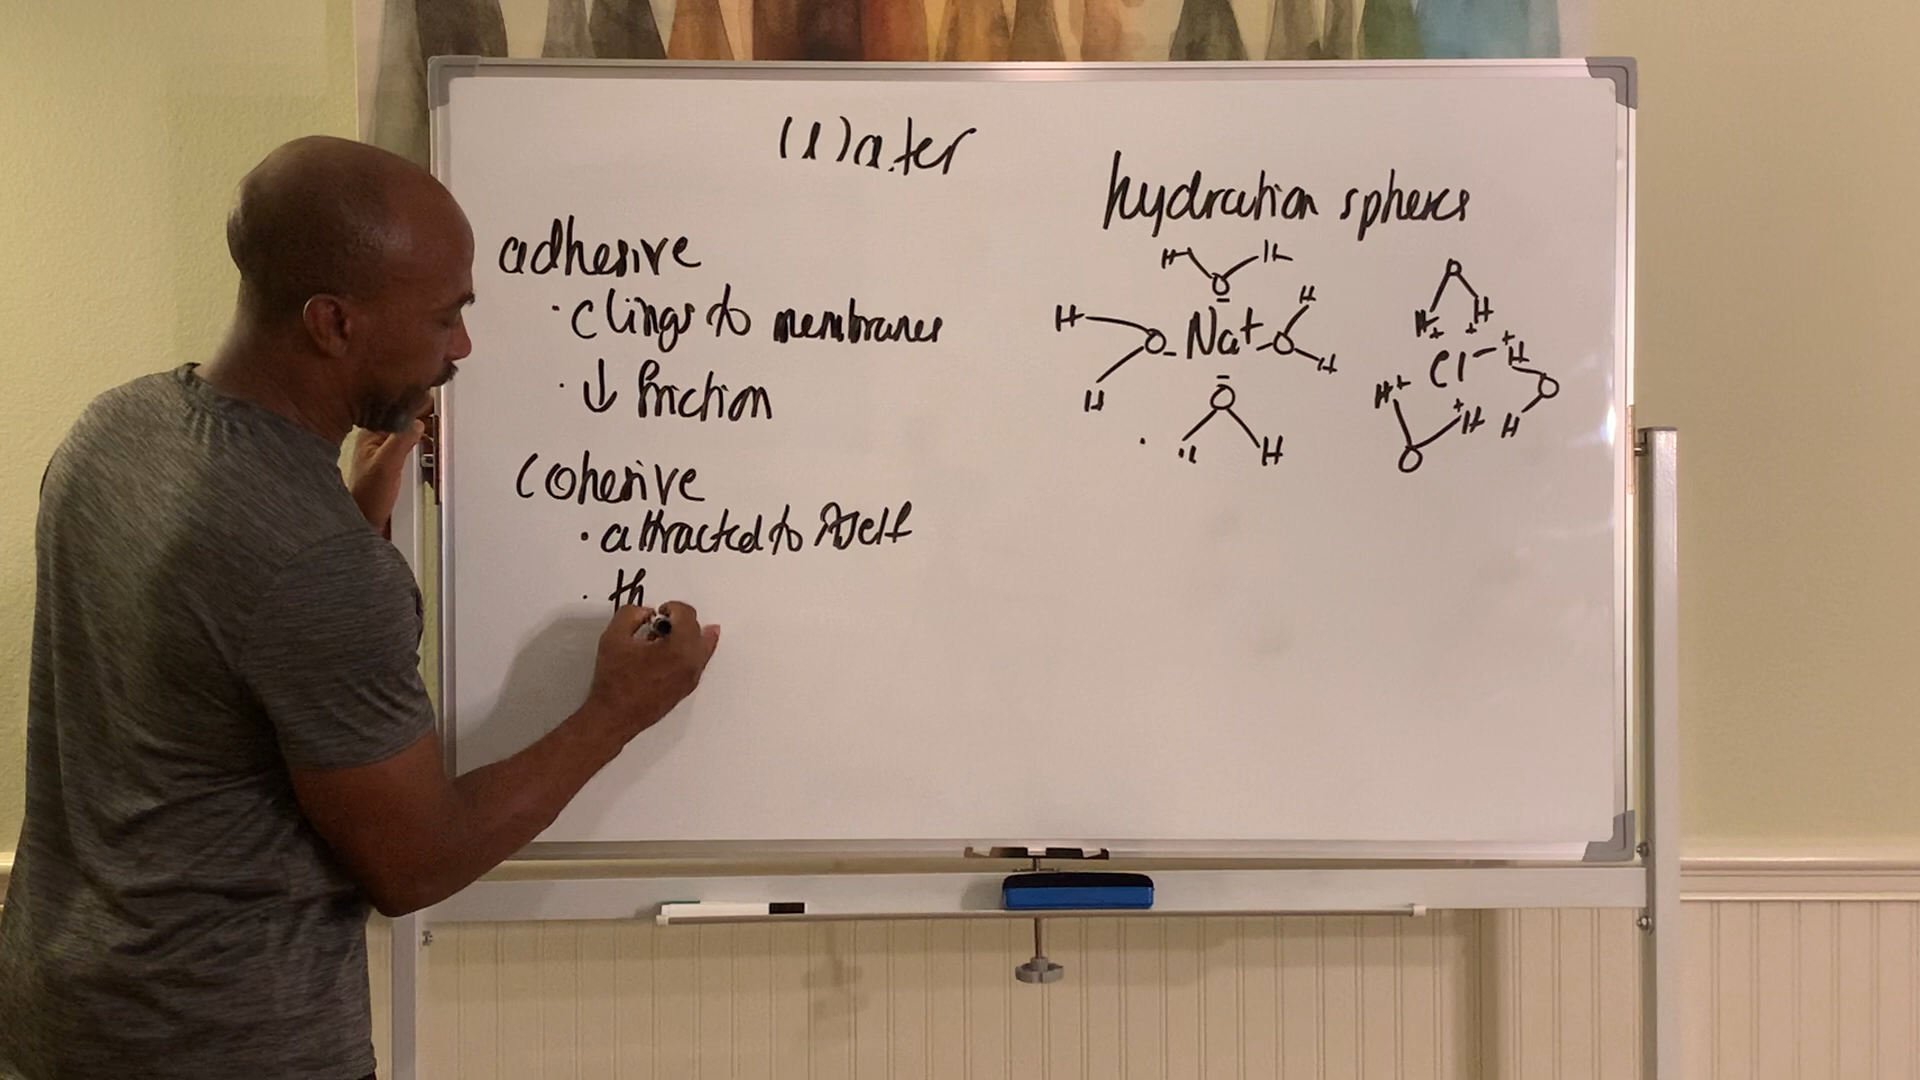 Water
adhesive
· clings to membranes
· ↓ friction
cohesive
· attracted to itself
· th
hydration spheres
H H
O
-
H O - Na+ - O H
H H
-
O
H
O
H H
+ +
Cl - + H
O
H
H+ + H
O